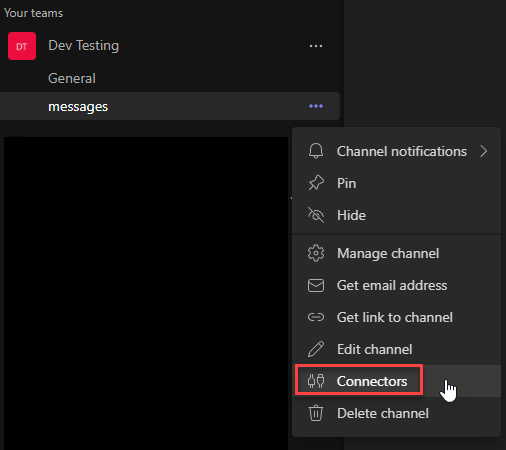 Your teams
DT
Dev Testing
General
messages
Channel notifications
Pin
Hide
Manage channel
Get email address
Get link to channel
Edit channel
Connectors
Delete channel